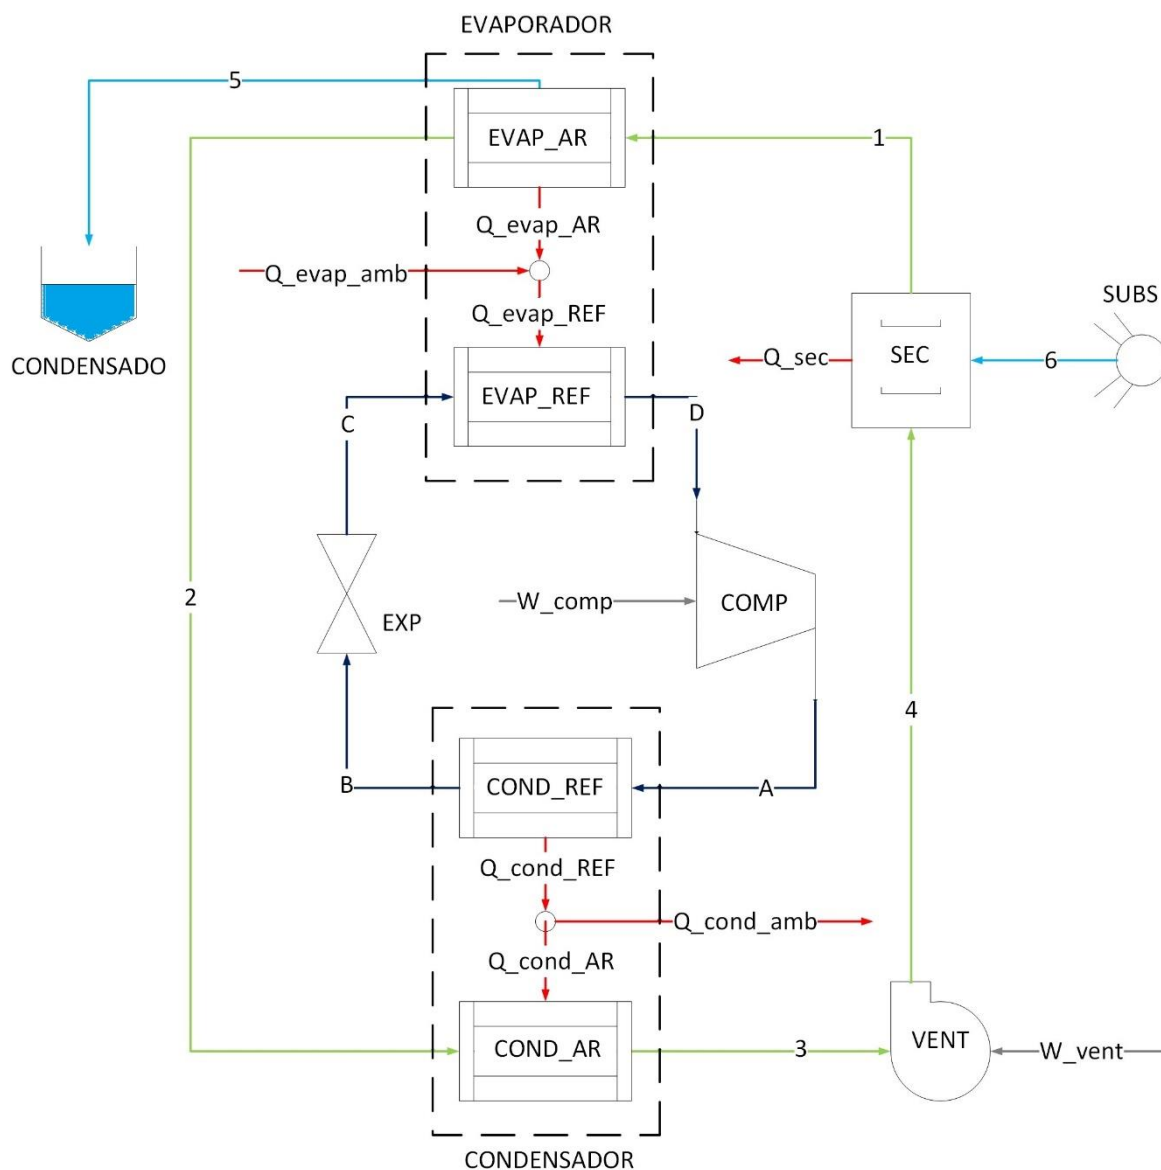 EVAPORADOR
5
EVAP_AR
1
Q_evap_AR
Q_evap_amb
Q_evap_REF
SUBS
CONDENSADO
Q_sec
SEC
6
EVAP_REF
C
D
2
W_comp
COMP
EXP
4
COND_REF
B
A
Q_cond_REF
Q_cond_amb
Q_cond_AR
COND_AR
3
VENT
W_vent
CONDENSADOR